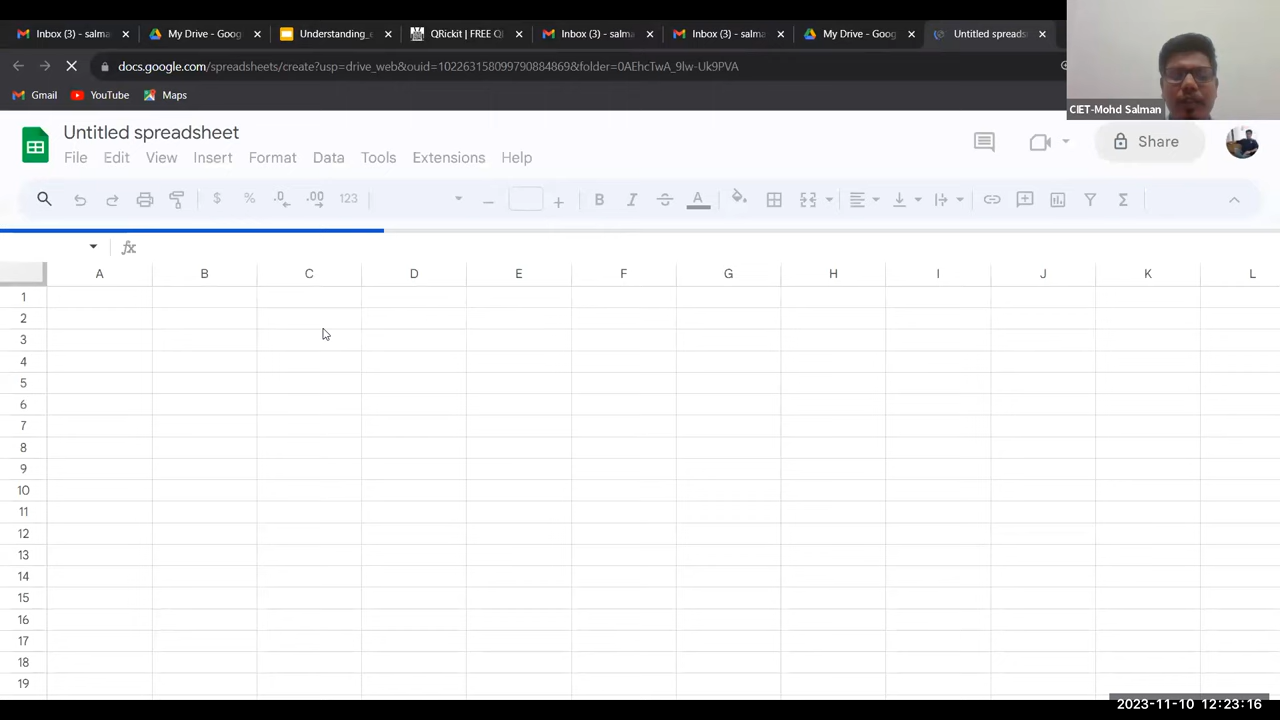 Inbox (3) - salma
My Drive - Goog
Understanding_e
QRickit | FREE Q
Inbox (3) - salma
Inbox (3) - salma
My Drive - Goog
Untitled spreads
docs.google.com/spreadsheets/create?usp=drive_web&ouid=102263158099790884869&folder=0AEhcTwA_9lw-Uk9PVA
Gmail
YouTube
Maps
CIET-Mohd Salman
Untitled spreadsheet
File Edit View Insert Format Data Tools Extensions Help
Share
$ % .0 .00 123
B I A Σ
fx
A B C D E F G H I J K L
1
2
3
4
5
6
7
8
9
10
11
12
13
14
15
16
17
18
19
2023-11-10 12:23:16